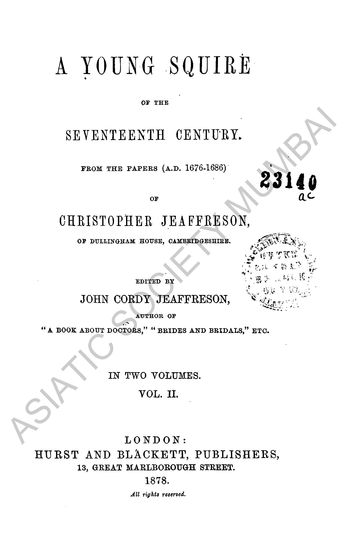 A YOUNG SQUIRE
OF THE
SEVENTEENTH CENTURY.
FROM THE PAPERS (A.D. 1676-1686)
23140
ac
OF
CHRISTOPHER JEAFFRESON,
OF DULLINGHAM HOUSE, CAMBRIDGESHIRE.
EDITED BY
JOHN CORDY JEAFFRESON,
AUTHOR OF
"A BOOK ABOUT DOCTORS," "BRIDES AND BRIDALS," ETC.
IN TWO VOLUMES.
VOL. II.
LONDON:
HURST AND BLACKETT, PUBLISHERS,
13, GREAT MARLBOROUGH STREET.
1878.
All rights reserved.
ASIATIC SOCIETY MUMBAI